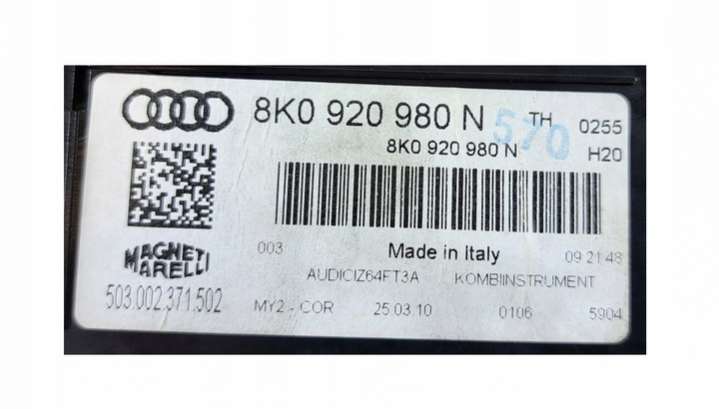 8K0 920 980 N 570 TH 0255
8K0 920 980 N H20
MAGNETI MARELLI
003 Made in Italy 09 21 48
AUDICIZ64FT3A KOMBIINSTRUMENT
503.002.371.502 MY2 - COR 25 03 10 0106 5904